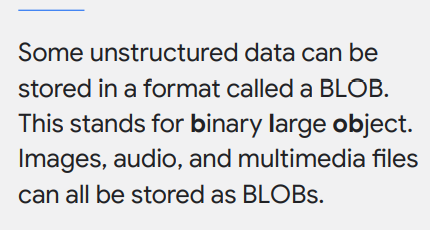 Some unstructured data can be
stored in a format called a BLOB.
This stands for binary large object.
Images, audio, and multimedia files
can all be stored as BLOBs.